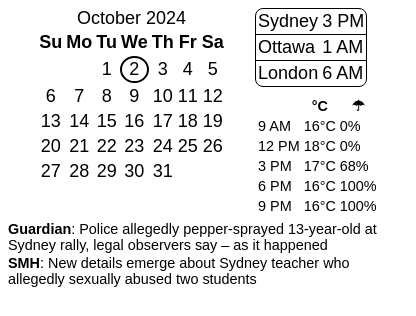 October 2024
Su Mo Tu We Th Fr Sa
1 2 3 4 5
6 7 8 9 10 11 12
13 14 15 16 17 18 19
20 21 22 23 24 25 26
27 28 29 30 31
Sydney 3 PM
Ottawa 1 AM
London 6 AM
°C ☂
9 AM 16°C 0%
12 PM 18°C 0%
3 PM 17°C 68%
6 PM 16°C 100%
9 PM 16°C 100%
Guardian: Police allegedly pepper-sprayed 13-year-old at
Sydney rally, legal observers say – as it happened
SMH: New details emerge about Sydney teacher who
allegedly sexually abused two students